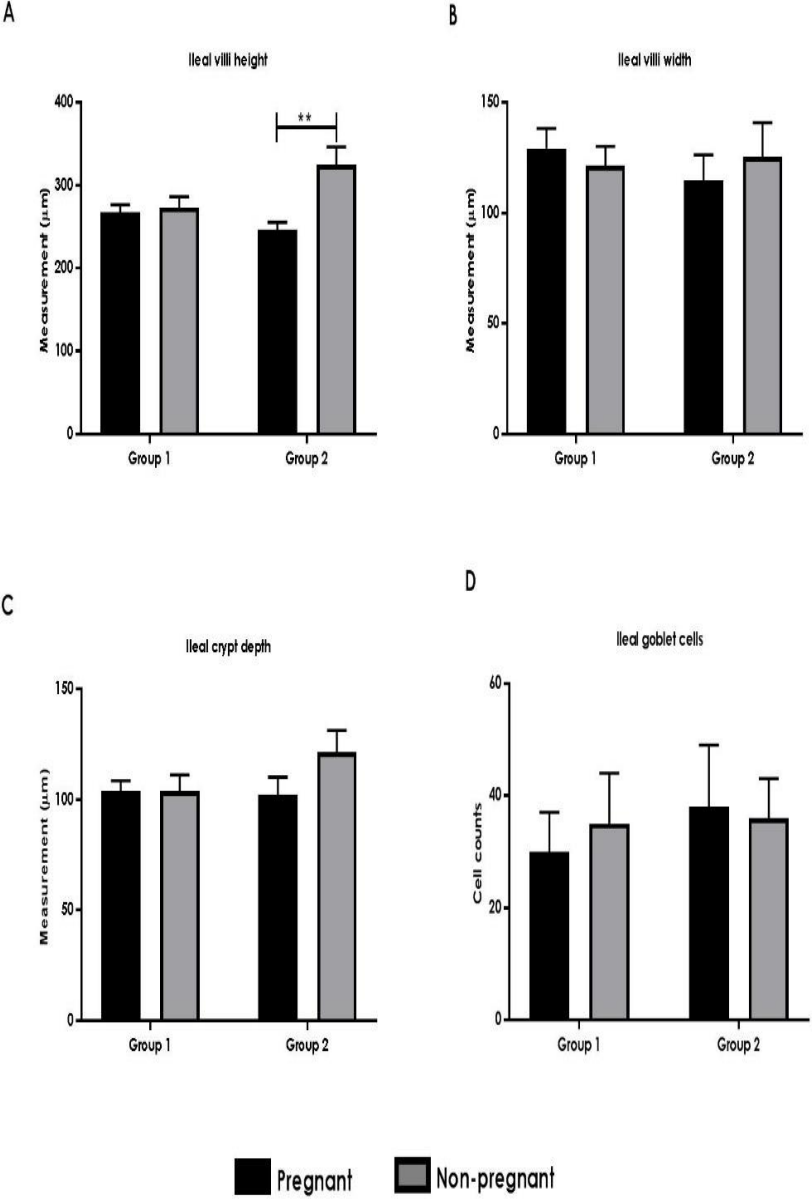 A
Ileal villi height
400
300
200
100
0
Measurement (μm)
**
Group 1
Group 2
B
Ileal villi width
150
100
50
0
Measurement (μm)
Group 1
Group 2
C
Ileal crypt depth
150
100
50
0
Measurement (μm)
Group 1
Group 2
D
Ileal goblet cells
60
40
20
0
Cell counts
Group 1
Group 2
Pregnant
Non-pregnant